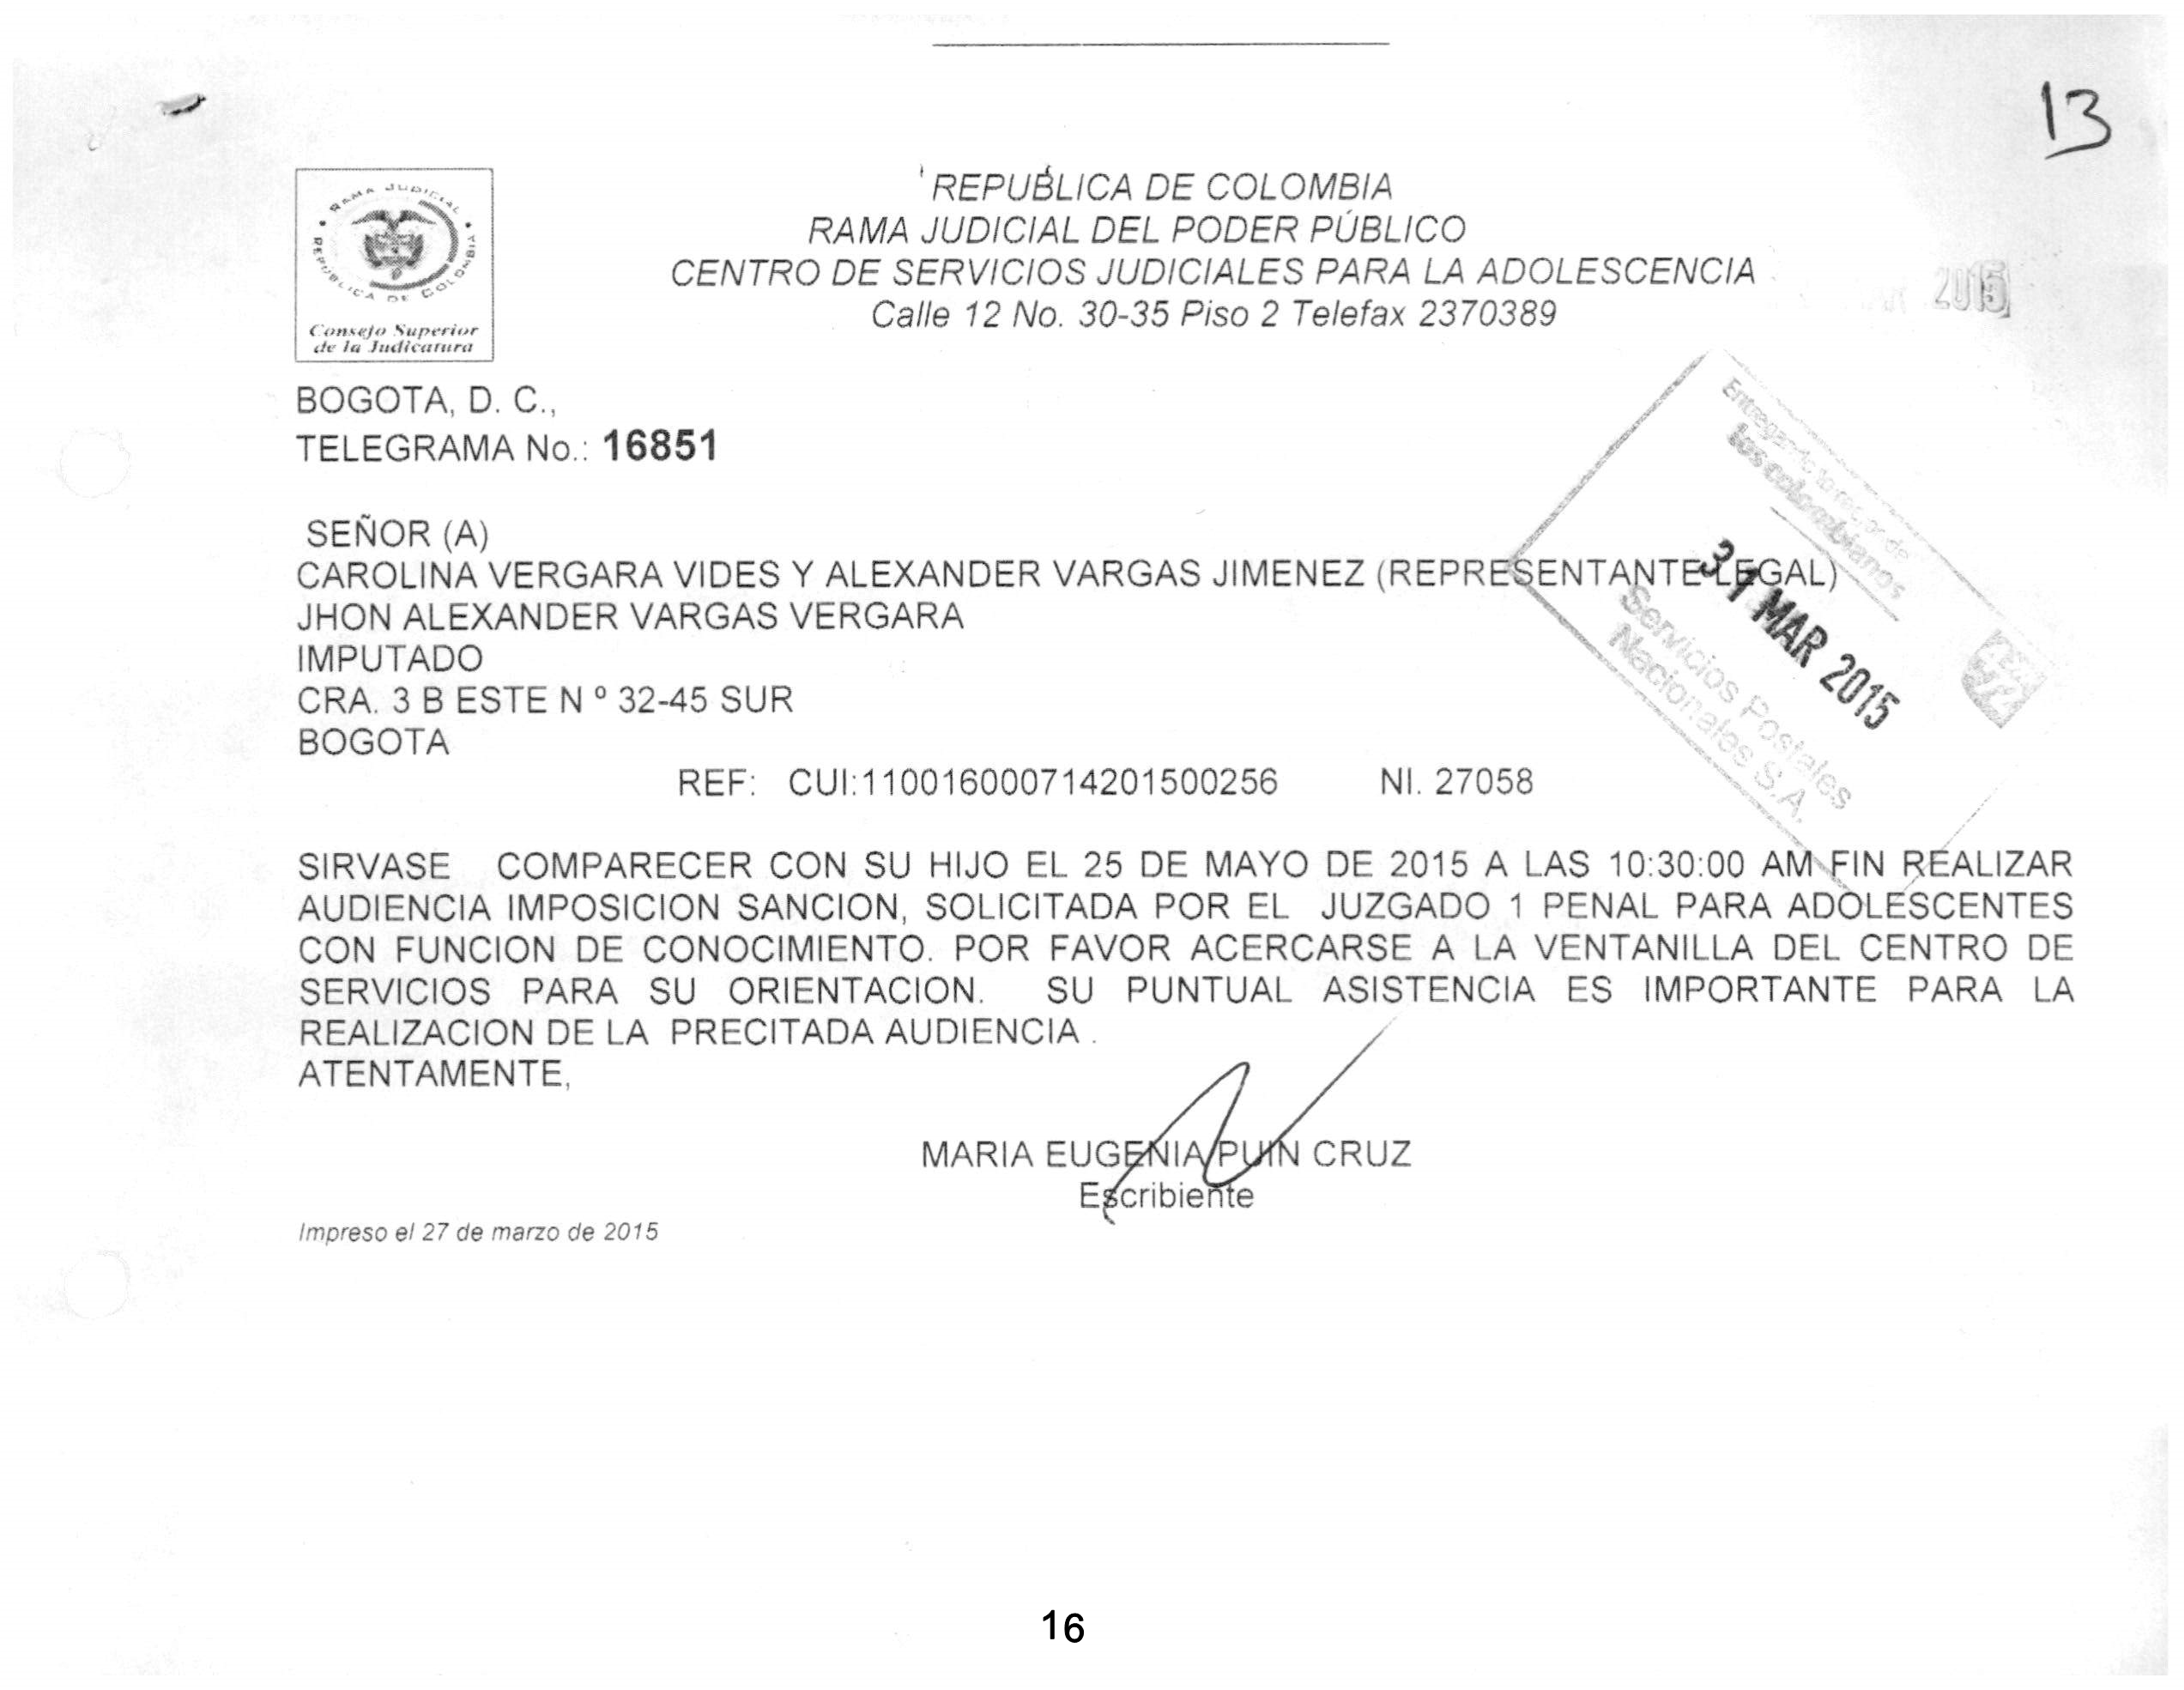 13
REPUBLICA DE COLOMBIA
RAMA JUDICIAL DEL PODER PÚBLICO
CENTRO DE SERVICIOS JUDICIALES PARA LA ADOLESCENCIA
Calle 12 No. 30-35 Piso 2 Telefax 2370389
RAMA JUDICIAL
REPUBLICA DE COLOMBIA
Consejo Superior
de la Judicatura
2015
BOGOTA, D. C.,
TELEGRAMA No.: 16851
Entregando lo mejor de
los colombianos
31 MAR 2015
Servicios Postales
Nacionales S.A.
SEÑOR (A)
CAROLINA VERGARA VIDES Y ALEXANDER VARGAS JIMENEZ (REPRESENTANTE LEGAL)
JHON ALEXANDER VARGAS VERGARA
IMPUTADO
CRA. 3 B ESTE N º 32-45 SUR
BOGOTA
REF: CUI:110016000714201500256 NI. 27058
SIRVASE COMPARECER CON SU HIJO EL 25 DE MAYO DE 2015 A LAS 10:30:00 AM FIN REALIZAR
AUDIENCIA IMPOSICION SANCION, SOLICITADA POR EL JUZGADO 1 PENAL PARA ADOLESCENTES
CON FUNCION DE CONOCIMIENTO. POR FAVOR ACERCARSE A LA VENTANILLA DEL CENTRO DE
SERVICIOS PARA SU ORIENTACION. SU PUNTUAL ASISTENCIA ES IMPORTANTE PARA LA
REALIZACION DE LA PRECITADA AUDIENCIA .
ATENTAMENTE,
MARIA EUGENIA PUIN CRUZ
Escribiente
Impreso el 27 de marzo de 2015
16